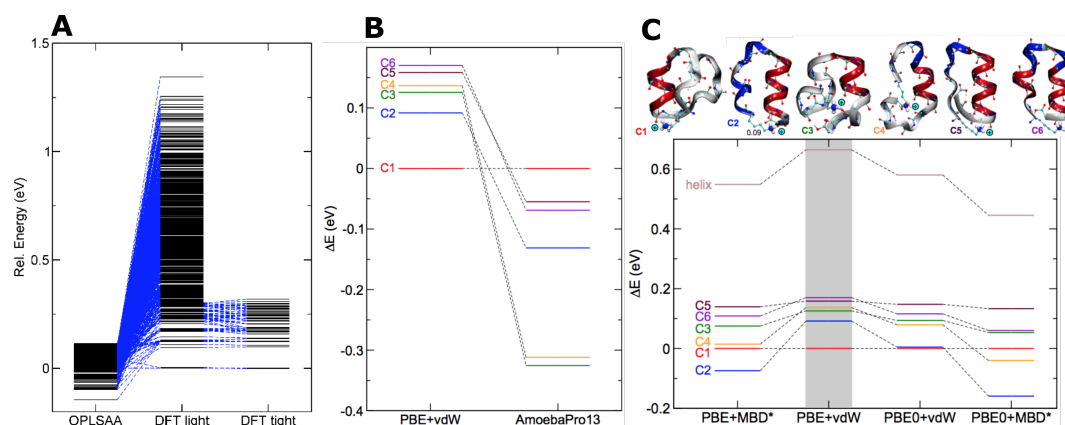 A
Rel. Energy (eV)
1.5
1
0.5
0
OPLSAA
DFT light
DFT tight
B
ΔE (eV)
0.1
0
-0.1
-0.2
-0.3
-0.4
C6
C5
C4
C3
C2
C1
PBE+vdW
AmoebaPro13
C
C1
C2
0.09
C3
C4
C5
C6
ΔE (eV)
0.6
0.4
0.2
0
-0.2
helix
C5
C6
C3
C4
C1
C2
PBE+MBD*
PBE+vdW
PBE0+vdW
PBE0+MBD*